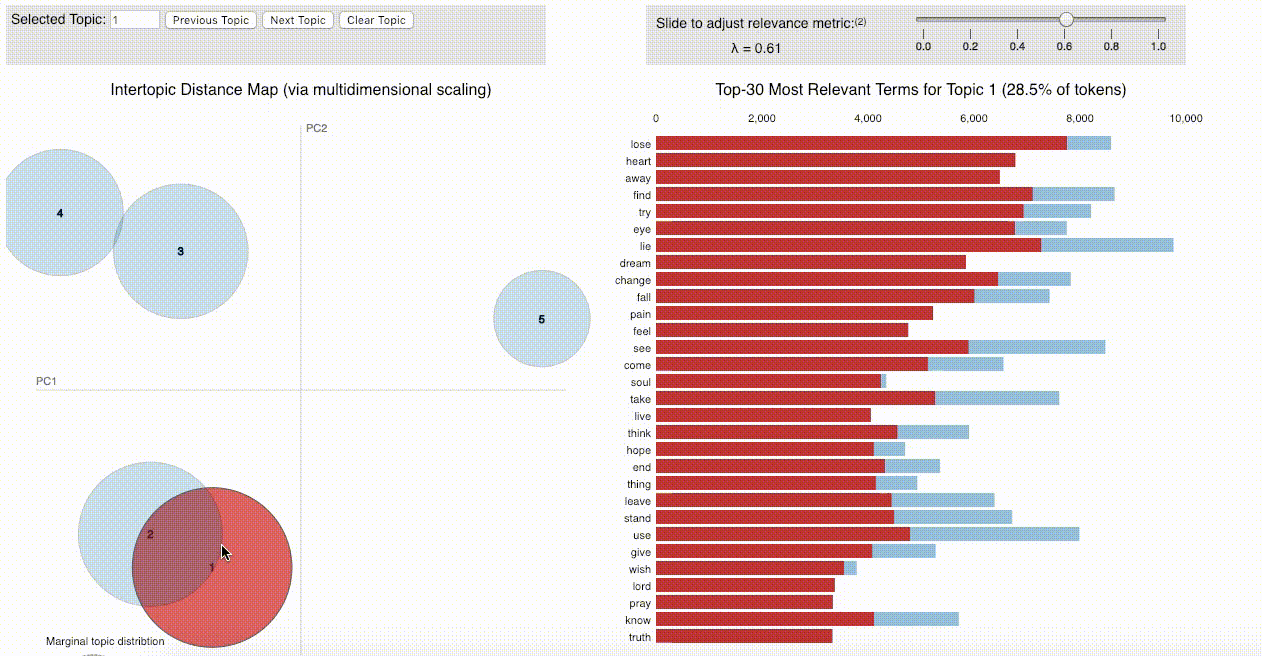 Selected Topic: 1 Previous Topic Next Topic Clear Topic
Slide to adjust relevance metric:(2)
λ = 0.61
0.0 0.2 0.4 0.6 0.8 1.0
Intertopic Distance Map (via multidimensional scaling)
PC2
4
3
5
PC1
2
1
Marginal topic distribtion
Top-30 Most Relevant Terms for Topic 1 (28.5% of tokens)
0 2,000 4,000 6,000 8,000 10,000
lose
heart
away
find
try
eye
lie
dream
change
fall
pain
feel
see
come
soul
take
live
think
hope
end
thing
leave
stand
use
give
wish
lord
pray
know
truth